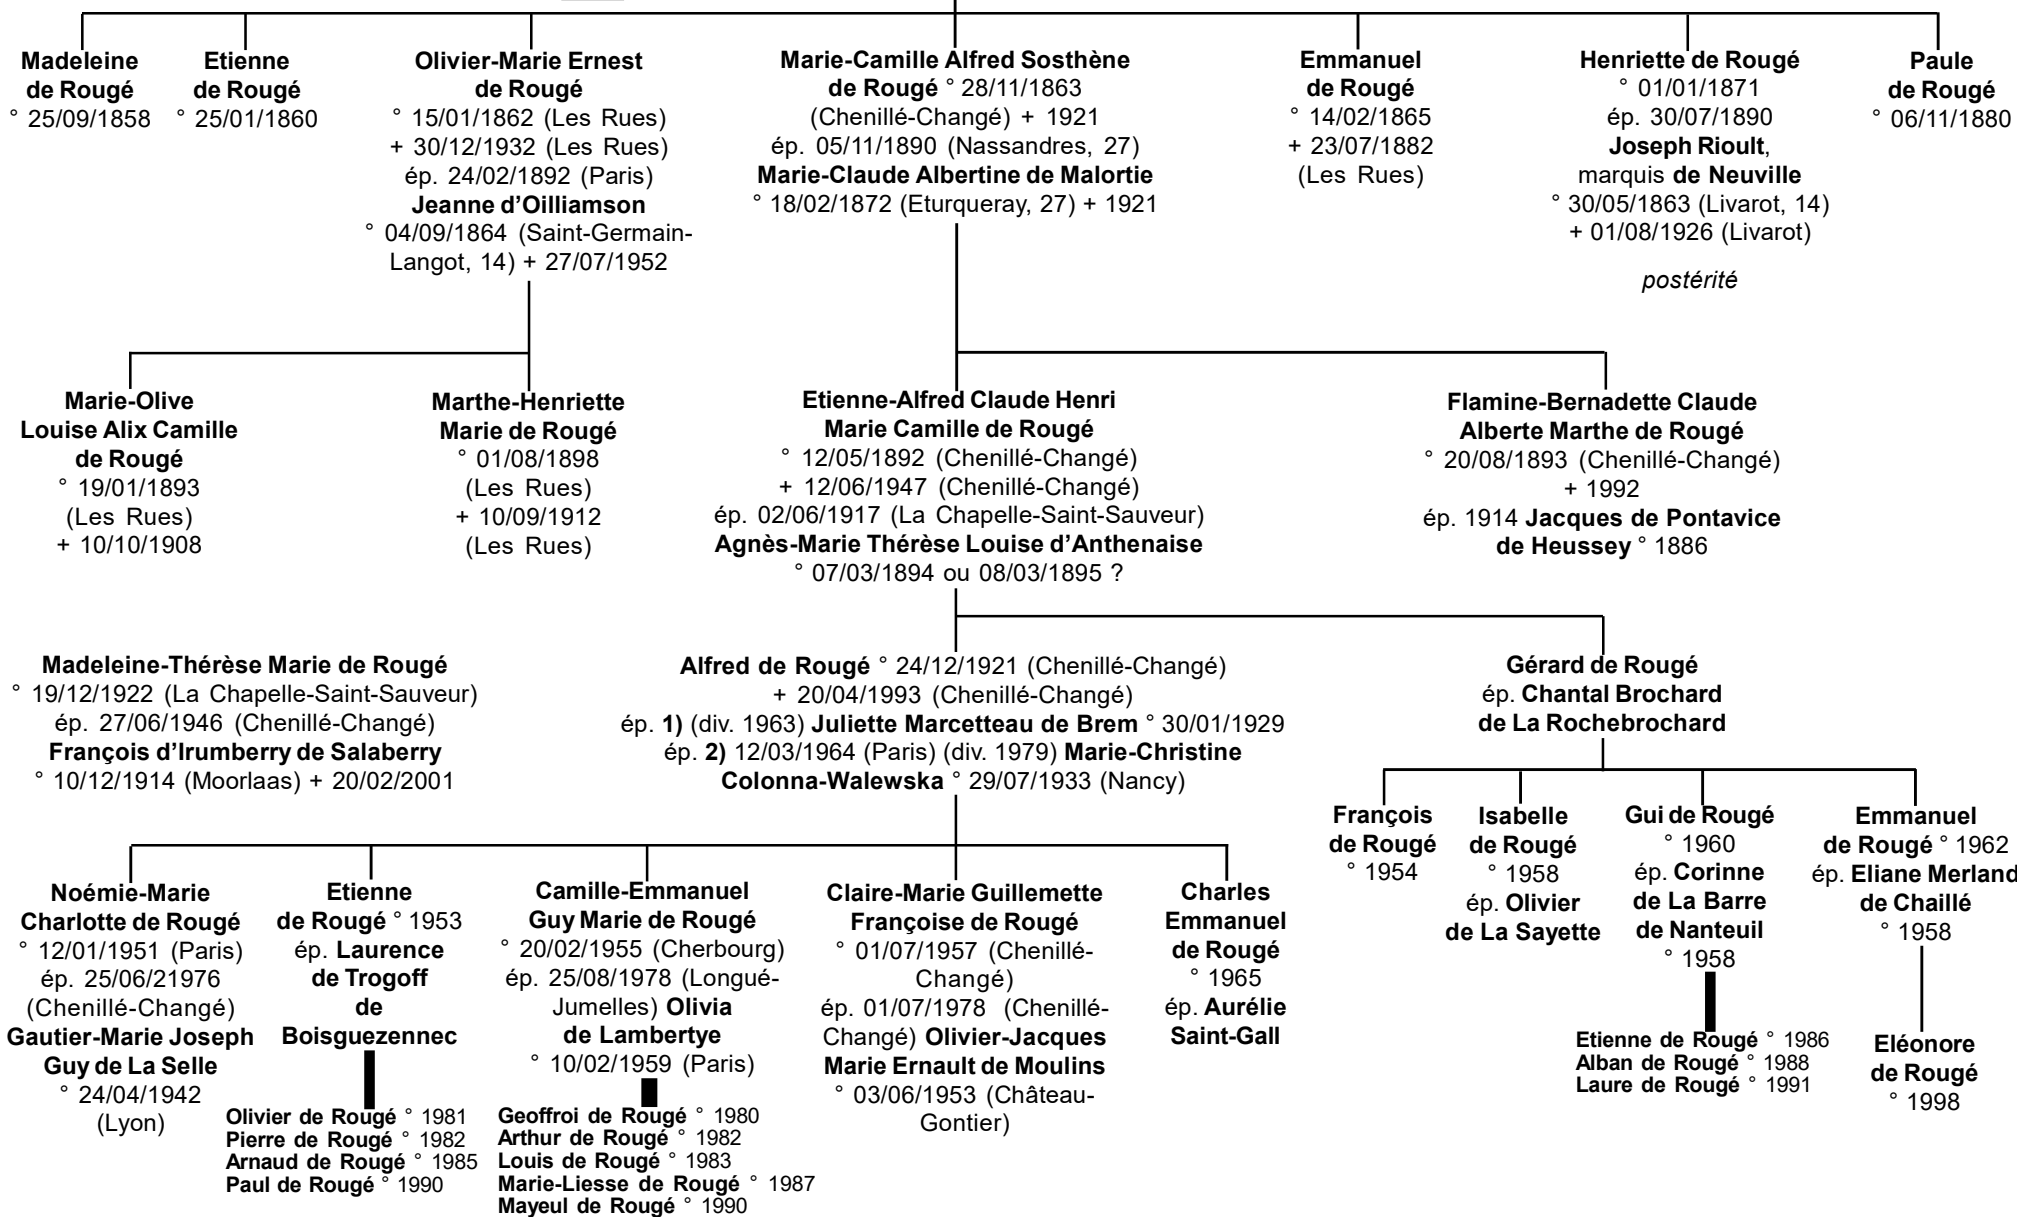 Madeleine
de Rougé
° 25/09/1858
Etienne
de Rougé
° 25/01/1860
Olivier-Marie Ernest
de Rougé
° 15/01/1862 (Les Rues)
+ 30/12/1932 (Les Rues)
ép. 24/02/1892 (Paris)
Jeanne d’Oilliamson
° 04/09/1864 (Saint-Germain-
Langot, 14) + 27/07/1952
Marie-Camille Alfred Sosthène
de Rougé ° 28/11/1863
(Chenillé-Changé) + 1921
ép. 05/11/1890 (Nassandres, 27)
Marie-Claude Albertine de Malortie
° 18/02/1872 (Eturqueray, 27) + 1921
Emmanuel
de Rougé
° 14/02/1865
+ 23/07/1882
(Les Rues)
Henriette de Rougé
° 01/01/1871
ép. 30/07/1890
Joseph Rioult,
marquis de Neuville
° 30/05/1863 (Livarot, 14)
+ 01/08/1926 (Livarot)
postérité
Paule
de Rougé
° 06/11/1880
Marie-Olive
Louise Alix Camille
de Rougé
° 19/01/1893
(Les Rues)
+ 10/10/1908
Marthe-Henriette
Marie de Rougé
° 01/08/1898
(Les Rues)
+ 10/09/1912
(Les Rues)
Etienne-Alfred Claude Henri
Marie Camille de Rougé
° 12/05/1892 (Chenillé-Changé)
+ 12/06/1947 (Chenillé-Changé)
ép. 02/06/1917 (La Chapelle-Saint-Sauveur)
Agnès-Marie Thérèse Louise d’Anthenaise
° 07/03/1894 ou 08/03/1895 ?
Flamine-Bernadette Claude
Alberte Marthe de Rougé
° 20/08/1893 (Chenillé-Changé)
+ 1992
ép. 1914 Jacques de Pontavice
de Heussey ° 1886
Madeleine-Thérèse Marie de Rougé
° 19/12/1922 (La Chapelle-Saint-Sauveur)
ép. 27/06/1946 (Chenillé-Changé)
François d’Irumberry de Salaberry
° 10/12/1914 (Moorlaas) + 20/02/2001
Alfred de Rougé ° 24/12/1921 (Chenillé-Changé)
+ 20/04/1993 (Chenillé-Changé)
ép. 1) (div. 1963) Juliette Marcetteau de Brem ° 30/01/1929
ép. 2) 12/03/1964 (Paris) (div. 1979) Marie-Christine
Colonna-Walewska ° 29/07/1933 (Nancy)
Gérard de Rougé
ép. Chantal Brochard
de La Rochebrochard
François
de Rougé
° 1954
Isabelle
de Rougé
° 1958
ép. Olivier
de La Sayette
Gui de Rougé
° 1960
ép. Corinne
de La Barre
de Nanteuil
° 1958
Emmanuel
de Rougé ° 1962
ép. Eliane Merland
de Chaillé
° 1958
Noémie-Marie
Charlotte de Rougé
° 12/01/1951 (Paris)
ép. 25/06/21976
(Chenillé-Changé)
Gautier-Marie Joseph
Guy de La Selle
° 24/04/1942
(Lyon)
Etienne
de Rougé ° 1953
ép. Laurence
de Trogoff
de
Boisguezennec
Camille-Emmanuel
Guy Marie de Rougé
° 20/02/1955 (Cherbourg)
ép. 25/08/1978 (Longué-
Jumelles) Olivia
de Lambertye
° 10/02/1959 (Paris)
Claire-Marie Guillemette
Françoise de Rougé
° 01/07/1957 (Chenillé-
Changé)
ép. 01/07/1978 (Chenillé-
Changé) Olivier-Jacques
Marie Ernault de Moulins
° 03/06/1953 (Château-
Gontier)
Charles
Emmanuel
de Rougé
° 1965
ép. Aurélie
Saint-Gall
Olivier de Rougé ° 1981
Pierre de Rougé ° 1982
Arnaud de Rougé ° 1985
Paul de Rougé ° 1990
Geoffroi de Rougé ° 1980
Arthur de Rougé ° 1982
Louis de Rougé ° 1983
Marie-Liesse de Rougé ° 1987
Mayeul de Rougé ° 1990
Etienne de Rougé ° 1986
Alban de Rougé ° 1988
Laure de Rougé ° 1991
Eléonore
de Rougé
° 1998